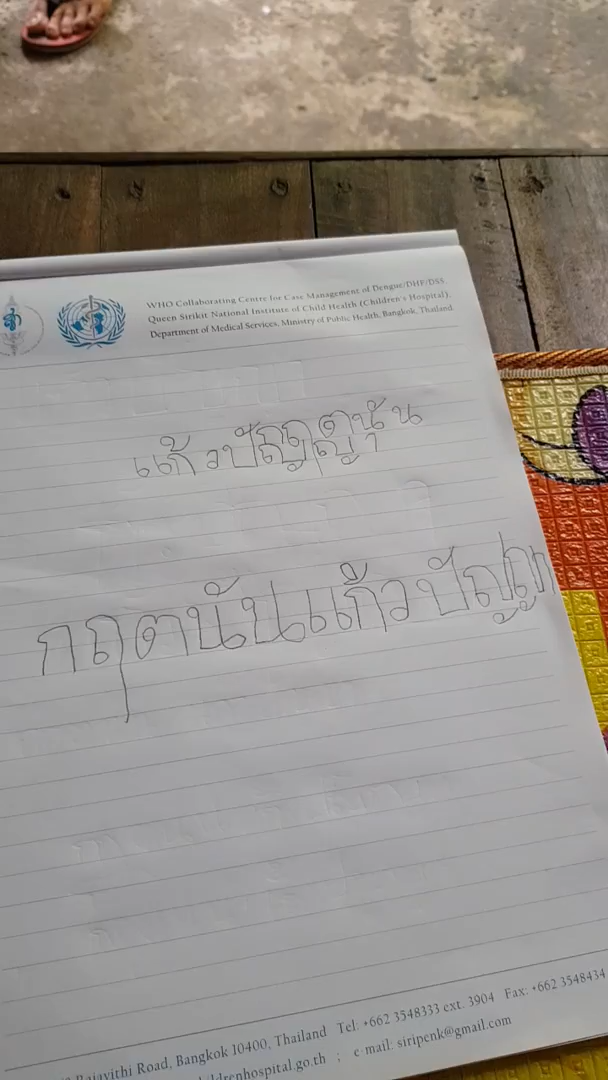 WHO Collaborating Centre for Case Management of Dengue/DHF/DSS
Queen Sirikit National Institute of Child Health (Children's Hospital),
Department of Medical Services, Ministry of Public Health, Bangkok, Thailand
แก้วปัญ
กฤตนันแก้วปัญญา
Rajavithi Road, Bangkok 10400, Thailand Tel: +662 3548333 ext. 3904 Fax: +662 3548434
ldrenhospital.go.th ; e-mail: siripenk@gmail.com